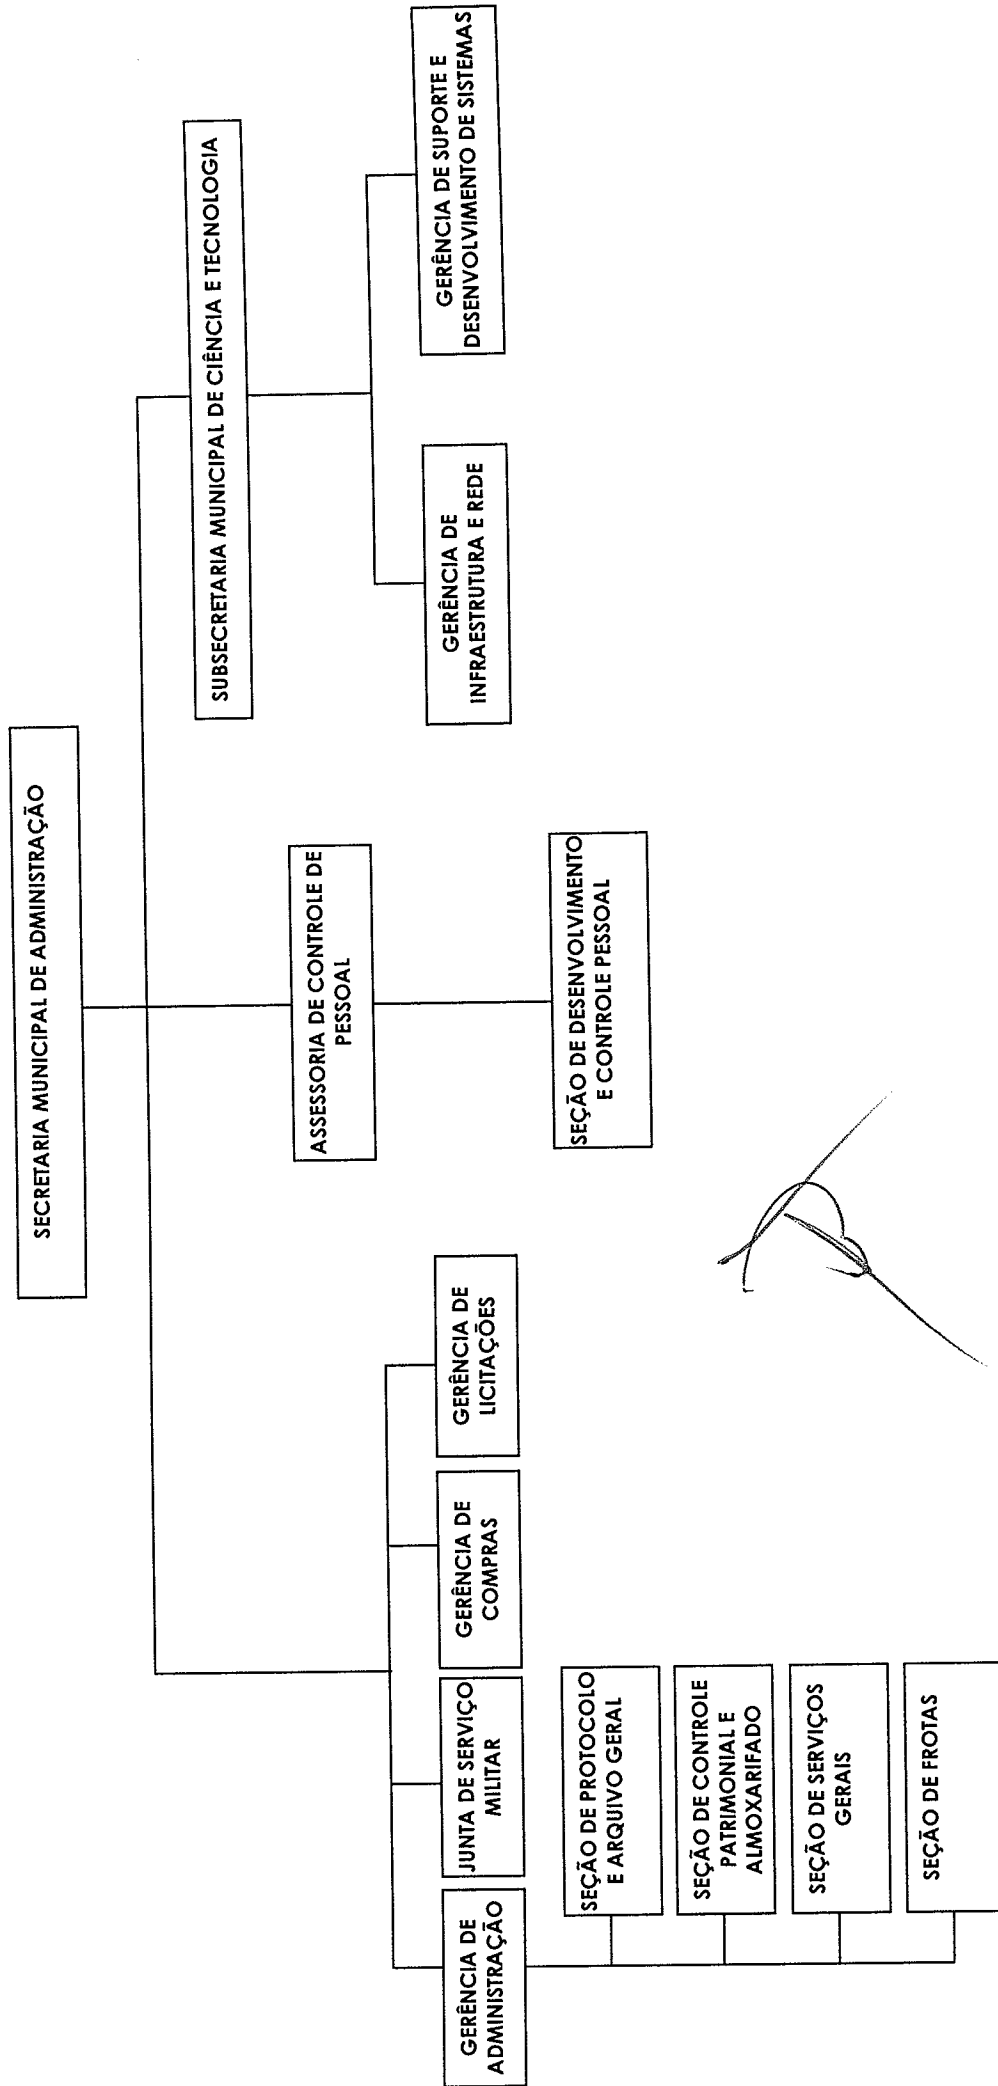 SECRETARIA MUNICIPAL DE ADMINISTRAÇÃO
SUBSECRETARIA MUNICIPAL DE CIÊNCIA E TECNOLOGIA
ASSESSORIA DE CONTROLE DE
PESSOAL
GERÊNCIA DE
ADMINISTRAÇÃO
JUNTA DE SERVIÇO
MILITAR
GERÊNCIA DE
COMPRAS
GERÊNCIA DE
LICITAÇÕES
GERÊNCIA DE
INFRAESTRUTURA E REDE
GERÊNCIA DE SUPORTE E
DESENVOLVIMENTO DE SISTEMAS
SEÇÃO DE DESENVOLVIMENTO
E CONTROLE PESSOAL
SEÇÃO DE PROTOCOLO
E ARQUIVO GERAL
SEÇÃO DE CONTROLE
PATRIMONIAL E
ALMOXARIFADO
SEÇÃO DE SERVIÇOS
GERAIS
SEÇÃO DE FROTAS